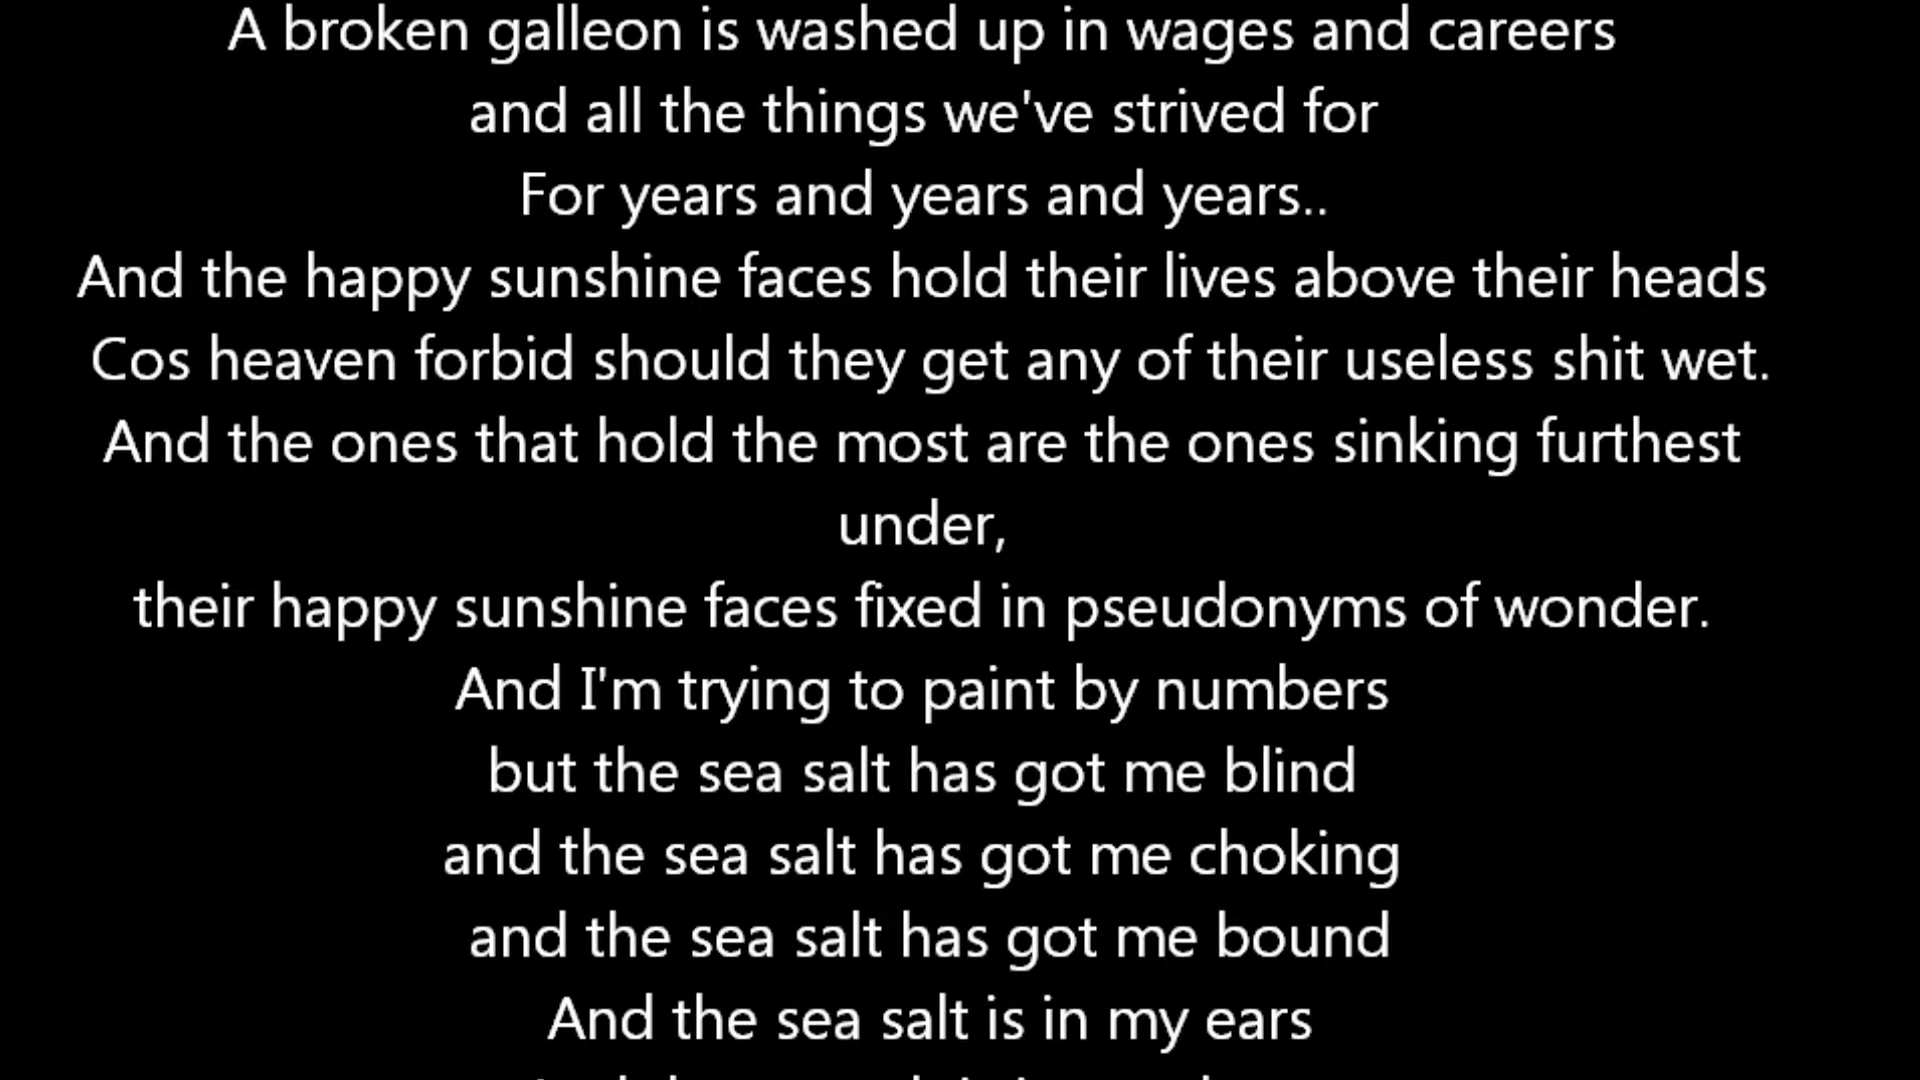 A broken galleon is washed up in wages and careers
and all the things we've strived for
For years and years and years..
And the happy sunshine faces hold their lives above their heads
Cos heaven forbid should they get any of their useless shit wet.
And the ones that hold the most are the ones sinking furthest
under,
their happy sunshine faces fixed in pseudonyms of wonder.
And I'm trying to paint by numbers
but the sea salt has got me blind
and the sea salt has got me choking
and the sea salt has got me bound
And the sea salt is in my ears